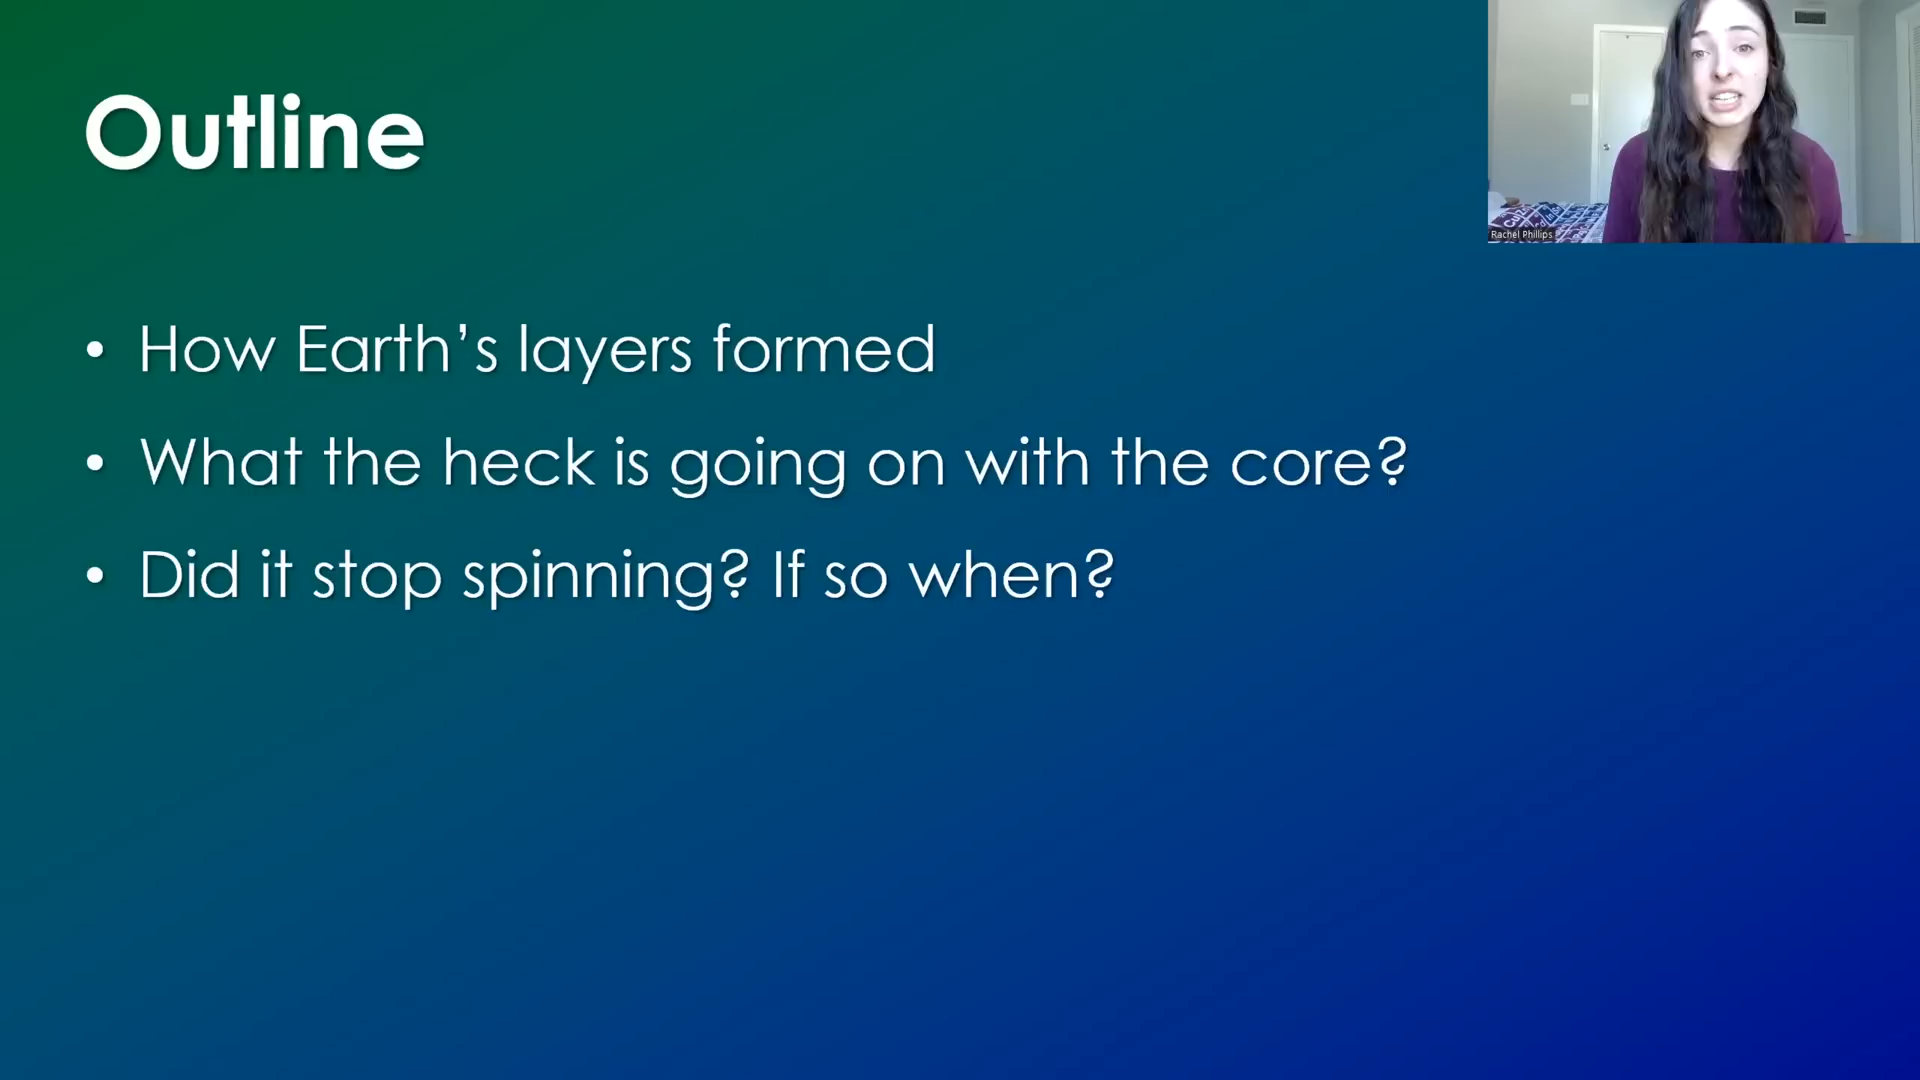 Outline
• How Earth’s layers formed
• What the heck is going on with the core?
• Did it stop spinning? If so when?
Rachel Phillips
Cu